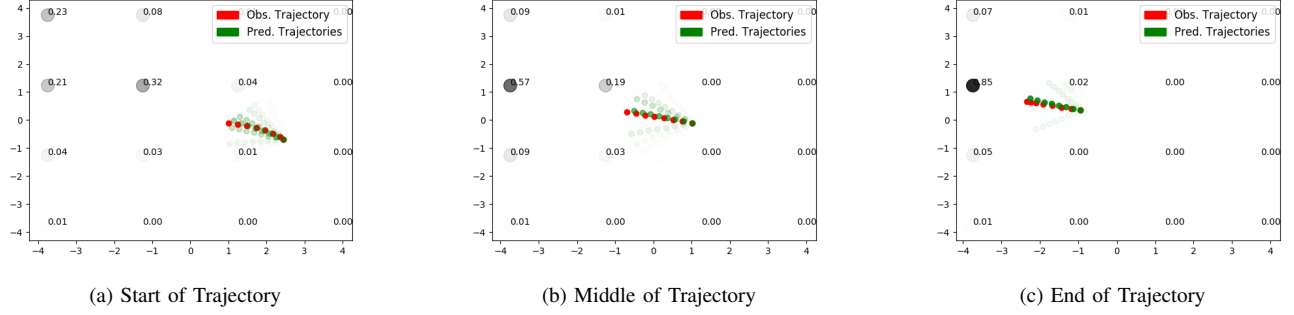 4
3
2
1
0
−1
−2
−3
−4
0.23 0.08 0.00
Obs. Trajectory
Pred. Trajectories
0.21 0.32 0.04 0.00
0.04 0.03 0.01 0.00
0.01 0.00 0.00 0.00
−4 −3 −2 −1 0 1 2 3 4
(a) Start of Trajectory
4
3
2
1
0
−1
−2
−3
−4
0.09 0.01 0.00
Obs. Trajectory
Pred. Trajectories
0.57 0.19 0.00 0.00
0.09 0.03 0.00 0.00
0.01 0.00 0.00 0.00
−4 −3 −2 −1 0 1 2 3 4
(b) Middle of Trajectory
4
3
2
1
0
−1
−2
−3
−4
0.07 0.01 0.00
Obs. Trajectory
Pred. Trajectories
0.85 0.02 0.00 0.00
0.05 0.00 0.00 0.00
0.01 0.00 0.00 0.00
−4 −3 −2 −1 0 1 2 3 4
(c) End of Trajectory